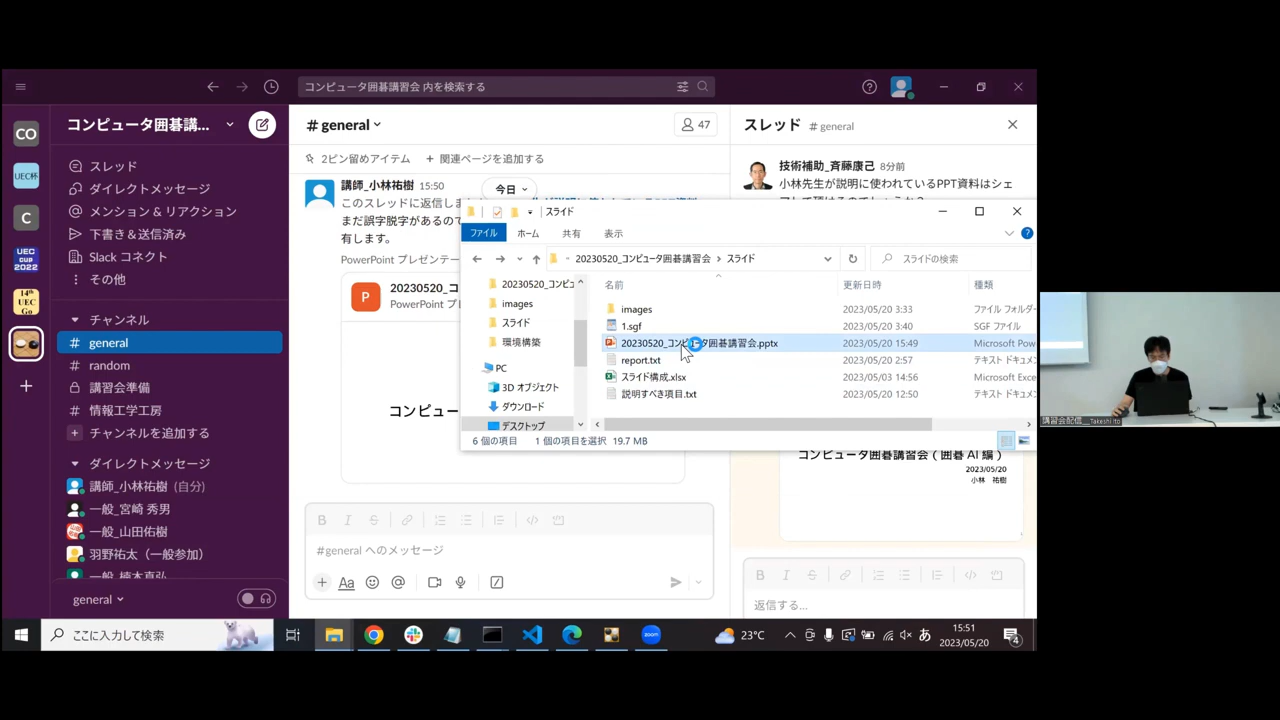 コンピュータ囲碁講習会 内を検索する
CO
UEC杯
C
UEC CUP 2022
14th UEC Go
コンピュータ囲碁講...
スレッド
ダイレクトメッセージ
メンション & リアクション
下書き & 送信済み
Slack コネクト
その他
チャンネル
# general
# random
講習会準備
# 情報工学工房
+ チャンネルを追加する
ダイレクトメッセージ
講師_小林祐樹 (自分)
一般_宮崎 秀男
一般_山田佑樹
羽野祐太（一般参加）
general
# general
47
2ピン留めアイテム
+ 関連ページを追加する
講師_小林祐樹 15:50
今日
このスレッドに返信しま
まだ誤字脱字があるので
有します。
PowerPoint プレゼンテー
P
20230520_コ
PowerPoint プレ
コンピュ
B I S
#general へのメッセージ
Aa
スレッド # general
技術補助_斉藤康己 8分前
小林先生が説明に使われているPPT資料はシェ
スライド
ファイル ホーム 共有 表示
20230520_コンピュータ囲碁講習会 > スライド
スライドの検索
20230520_コンピュ
images
スライド
環境構築
PC
3D オブジェクト
ダウンロード
デスクトップ
名前 更新日時 種類
images 2023/05/20 3:33 ファイル フォルダー
1.sgf 2023/05/20 3:40 SGF ファイル
20230520_コンピュータ囲碁講習会.pptx 2023/05/20 15:49 Microsoft Pow
report.txt 2023/05/20 2:57 テキスト ドキュメ
スライド構成.xlsx 2023/05/03 14:56 Microsoft Exce
説明すべき項目.txt 2023/05/20 12:50 テキスト ドキュメ
6 個の項目 1 個の項目を選択 19.7 MB
コンピュータ囲碁講習会（囲碁 AI 編）
2023/05/20
小林 祐樹
B I S
返信する...
ここに入力して検索
zoom
23°C
あ
15:51
2023/05/20
4
講習会配信__Takeshi Ito